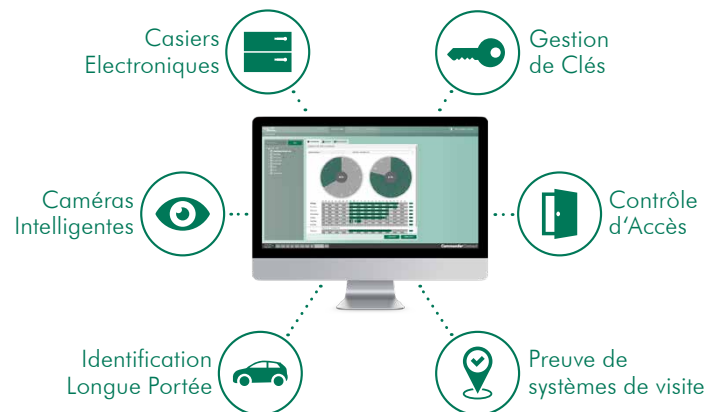 Casiers
Electroniques
Gestion
de Clés
Caméras
Intelligentes
Contrôle
d'Accès
Identification
Longue Portée
Preuve de
systèmes de visite